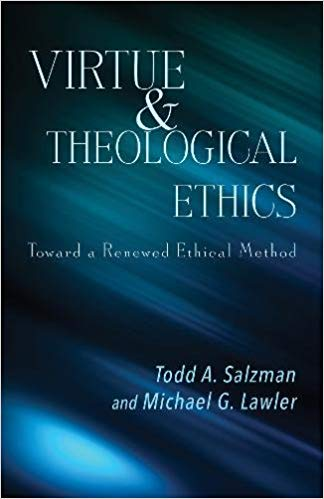 VIRTUE
&
THEOLOGICAL
ETHICS
Toward a Renewed Ethical Method
Todd A. Salzman
and Michael G. Lawler